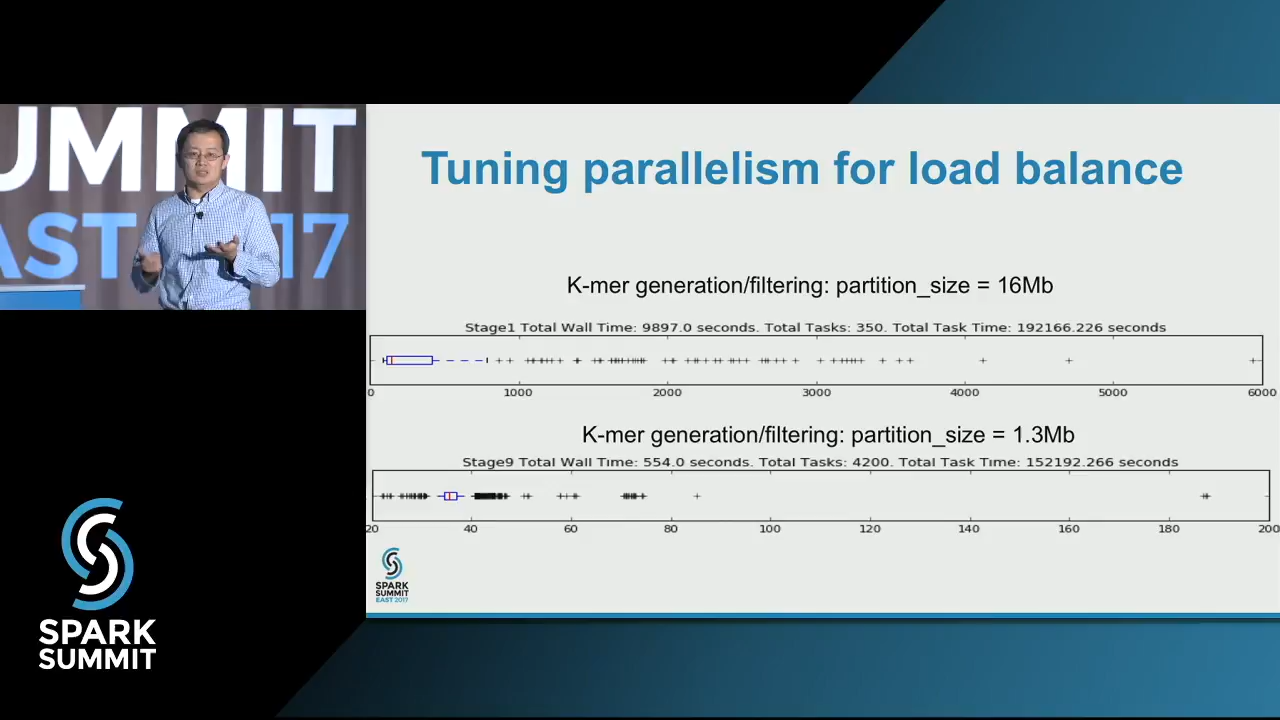 UMMIT
AST 17
Tuning parallelism for load balance
K-mer generation/filtering: partition_size = 16Mb
Stage1 Total Wall Time: 9897.0 seconds. Total Tasks: 350. Total Task Time: 192166.226 seconds
0 1000 2000 3000 4000 5000 6000
K-mer generation/filtering: partition_size = 1.3Mb
Stage9 Total Wall Time: 554.0 seconds. Total Tasks: 4200. Total Task Time: 152192.266 seconds
20 40 60 80 100 120 140 160 180 200
SPARK
SUMMIT
EAST 2017
SPARK
SUMMIT